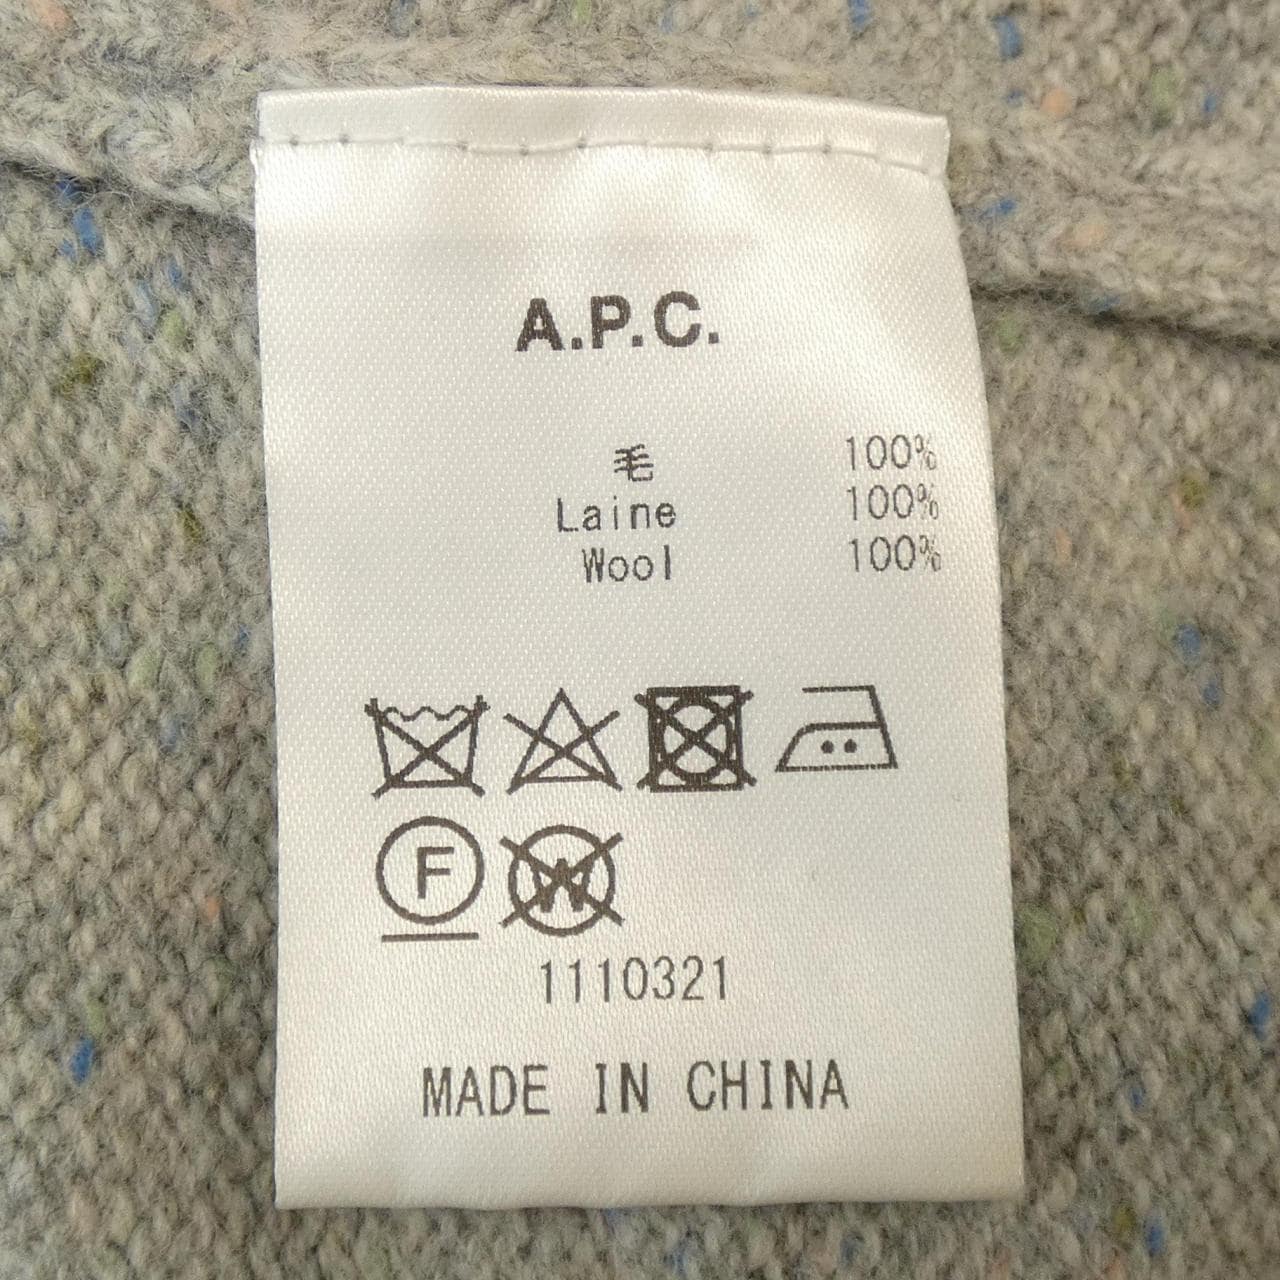 A.P.C.
毛 100%
Laine 100%
Wool 100%
F W
1110321
MADE IN CHINA